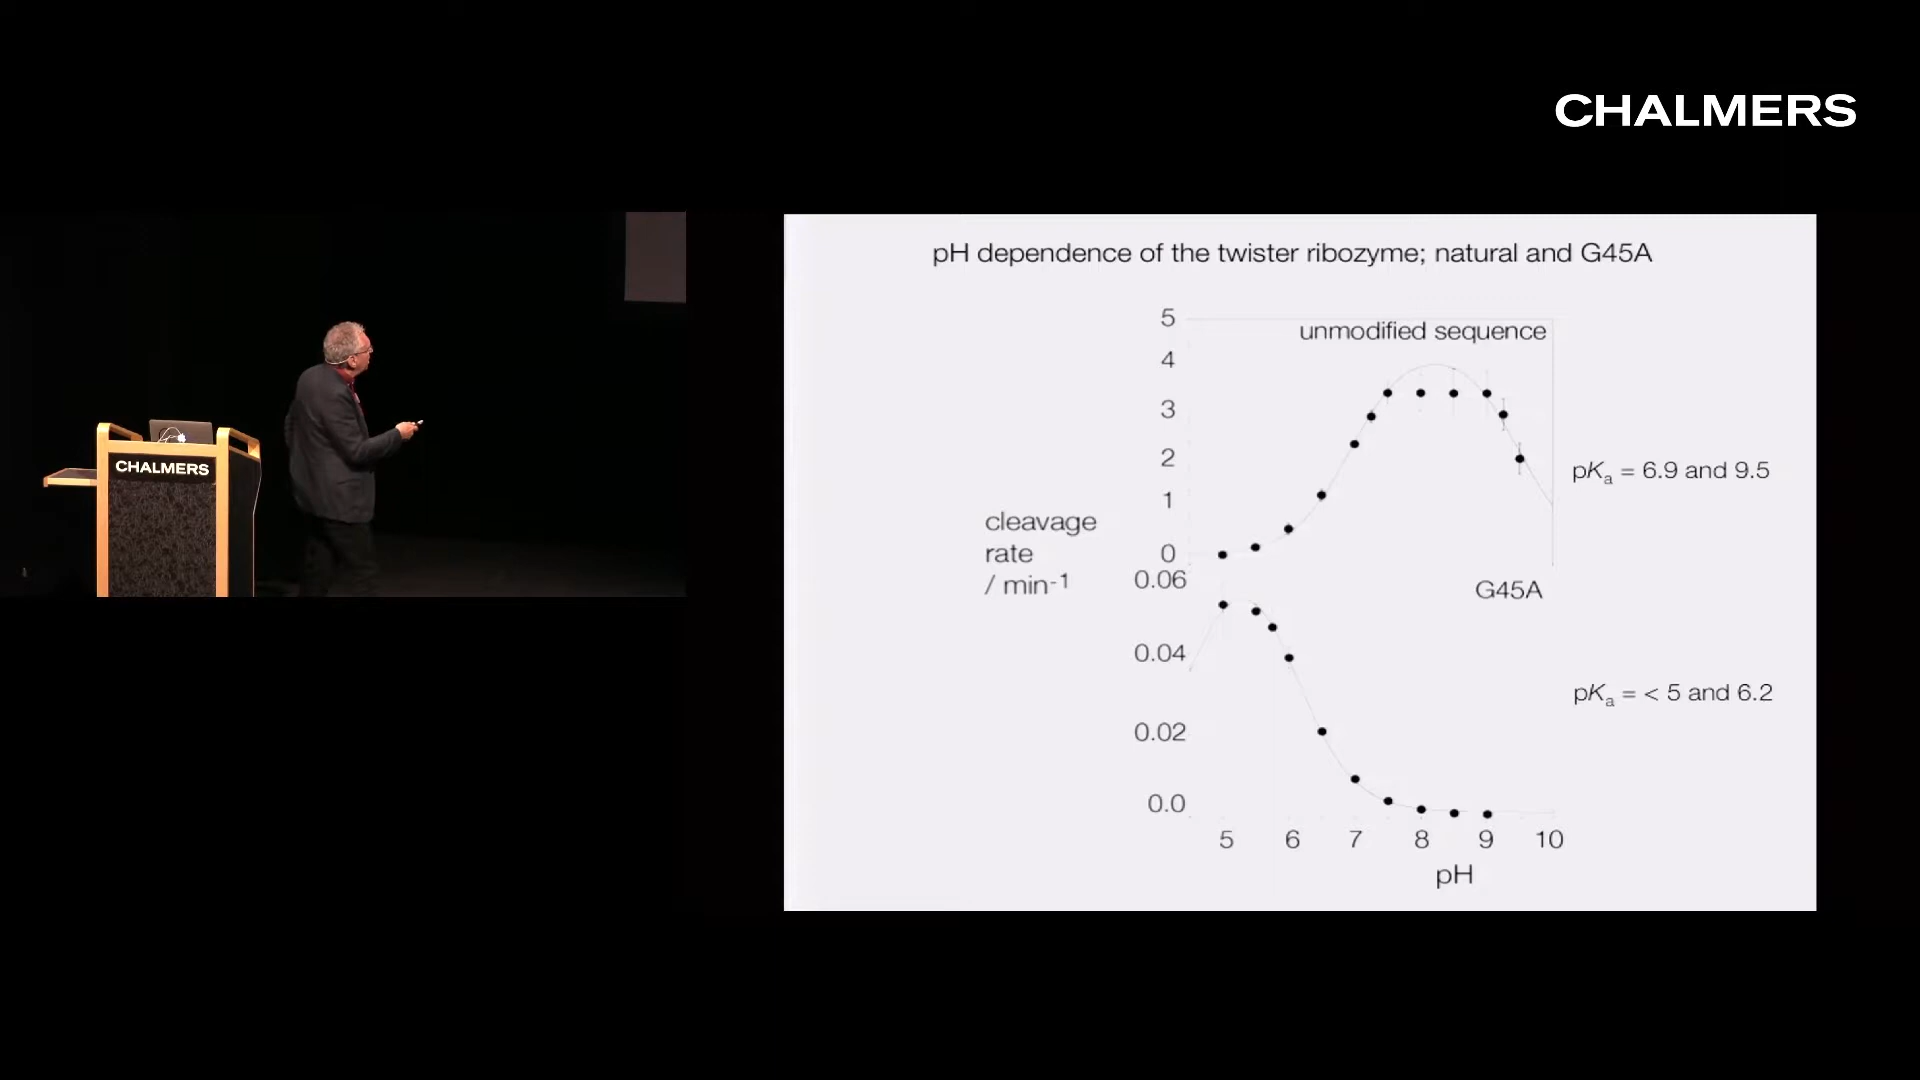 CHALMERS
CHALMERS
pH dependence of the twister ribozyme; natural and G45A
5
unmodified sequence
4
3
2
pKa = 6.9 and 9.5
1
cleavage
rate
/ min-1
0
0.06
G45A
0.04
pKa = < 5 and 6.2
0.02
0.0
5 6 7 8 9 10
pH